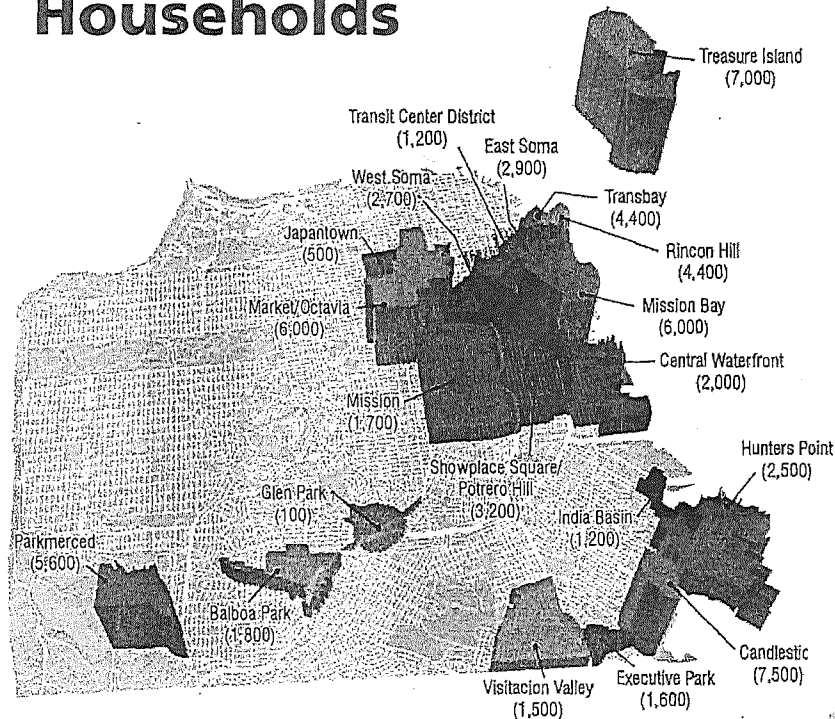 Households
Treasure Island
(7,000)
Transit Center District
(1,200)
East Soma
(2,900)
West Soma
(2,700)
Transbay
(4,400)
Japantown
(500)
Rincon Hill
(4,400)
Market/Octavia
(6,000)
Mission Bay
(6,000)
Central Waterfront
(2,000)
Mission
(1,700)
Showplace Square/
Potrero Hill
(3,200)
Hunters Point
(2,500)
Glen Park
(100)
India Basin
(1,200)
Parkmerced
(5,600)
Balboa Park
(1,800)
Candlestic
(7,500)
Executive Park
(1,600)
Visitacion Valley
(1,500)